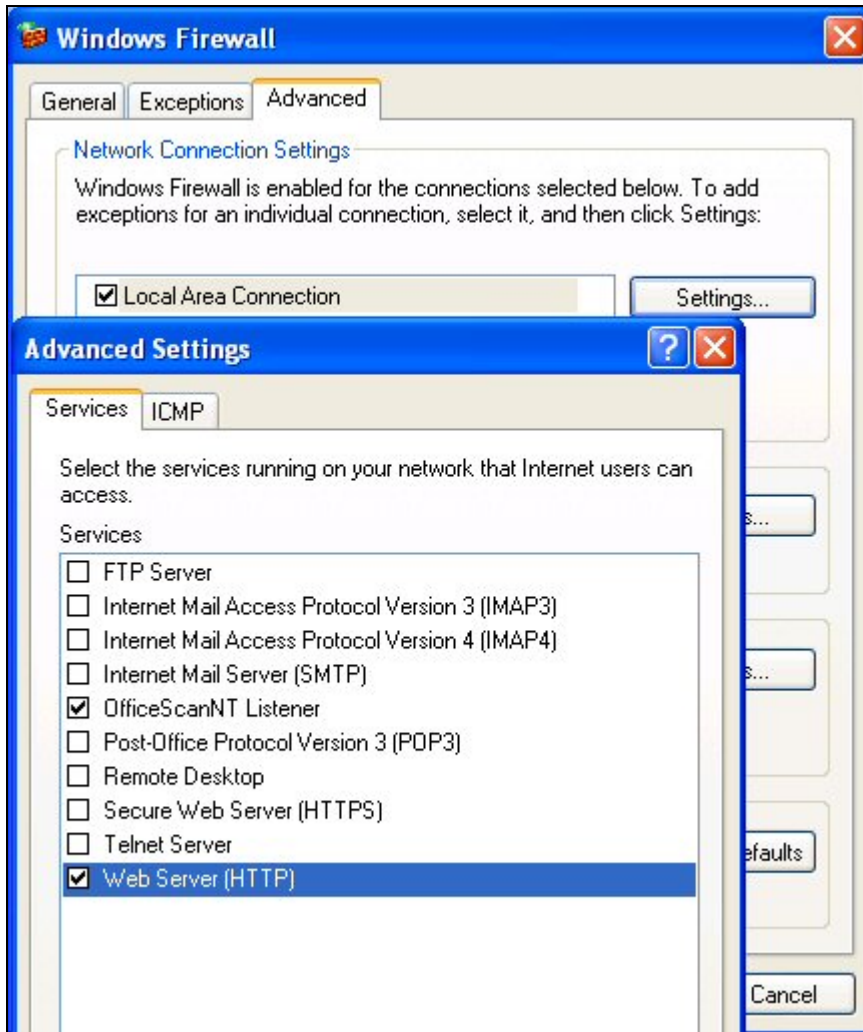 Windows Firewall
General Exceptions Advanced
Network Connection Settings
Windows Firewall is enabled for the connections selected below. To add
exceptions for an individual connection, select it, and then click Settings:
Local Area Connection
Settings...
Advanced Settings
Services ICMP
Select the services running on your network that Internet users can
access.
Services
FTP Server
Internet Mail Access Protocol Version 3 (IMAP3)
Internet Mail Access Protocol Version 4 (IMAP4)
Internet Mail Server (SMTP)
OfficeScanNT Listener
Post-Office Protocol Version 3 (POP3)
Remote Desktop
Secure Web Server (HTTPS)
Telnet Server
Web Server (HTTP)
Cancel